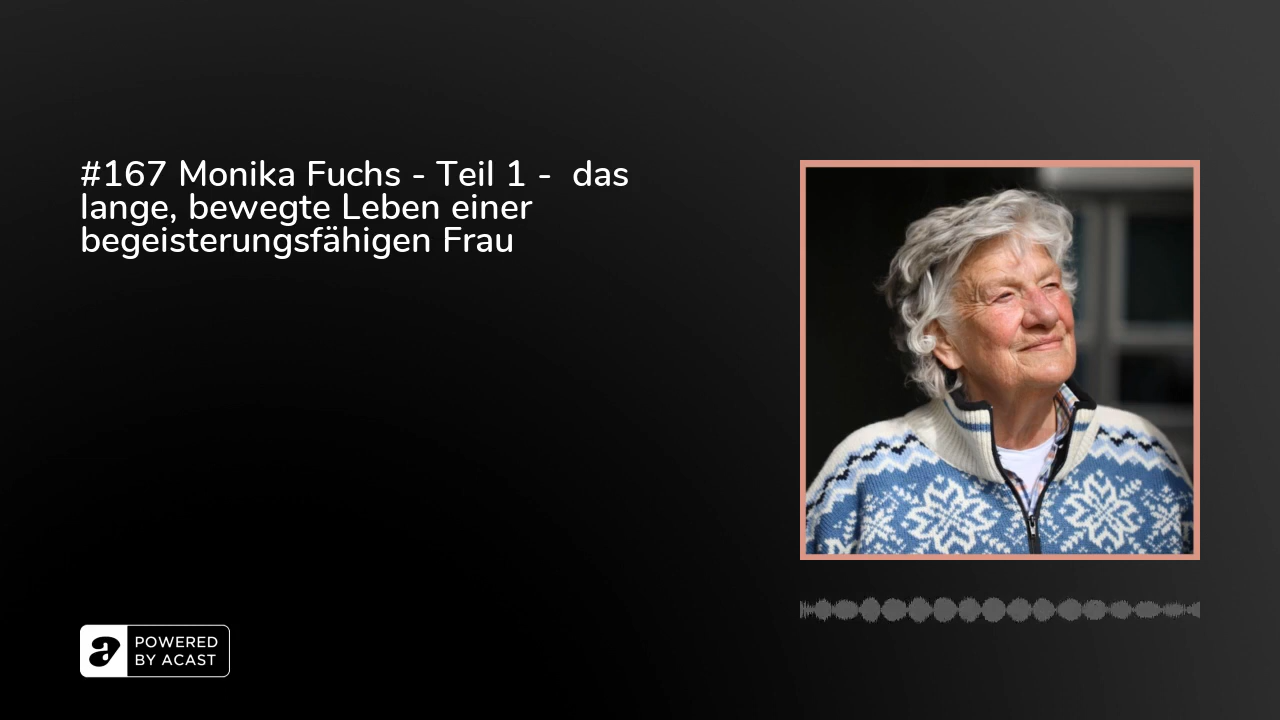 #167 Monika Fuchs - Teil 1 -  das
lange, bewegte Leben einer
begeisterungsfähigen Frau
POWERED
BY ACAST